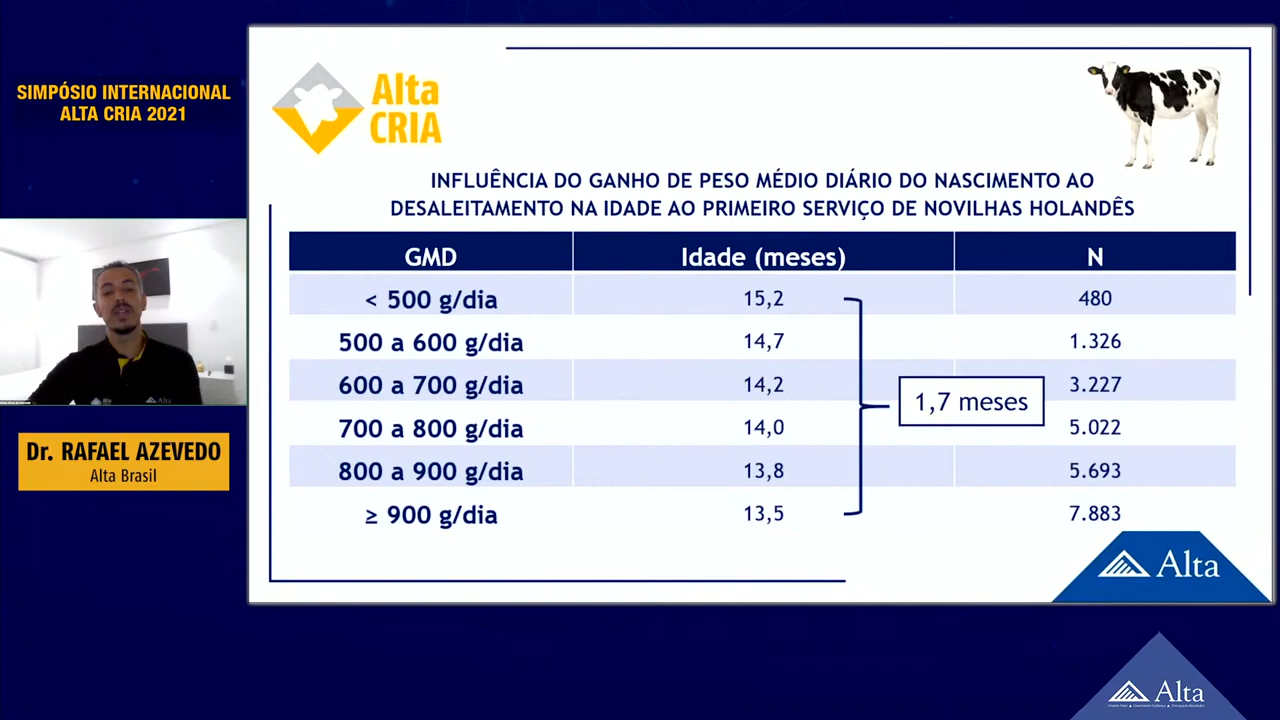 SIMPÓSIO INTERNACIONAL
ALTA CRIA 2021
Dr. RAFAEL AZEVEDO
Alta Brasil
Alta
CRIA
INFLUÊNCIA DO GANHO DE PESO MÉDIO DIÁRIO DO NASCIMENTO AO
DESALEITAMENTO NA IDADE AO PRIMEIRO SERVIÇO DE NOVILHAS HOLANDÊS
GMD Idade (meses) N
< 500 g/dia 15,2 480
500 a 600 g/dia 14,7 1.326
600 a 700 g/dia 14,2 3.227
1,7 meses
700 a 800 g/dia 14,0 5.022
800 a 900 g/dia 13,8 5.693
≥ 900 g/dia 13,5 7.883
Alta
Alta
Alta